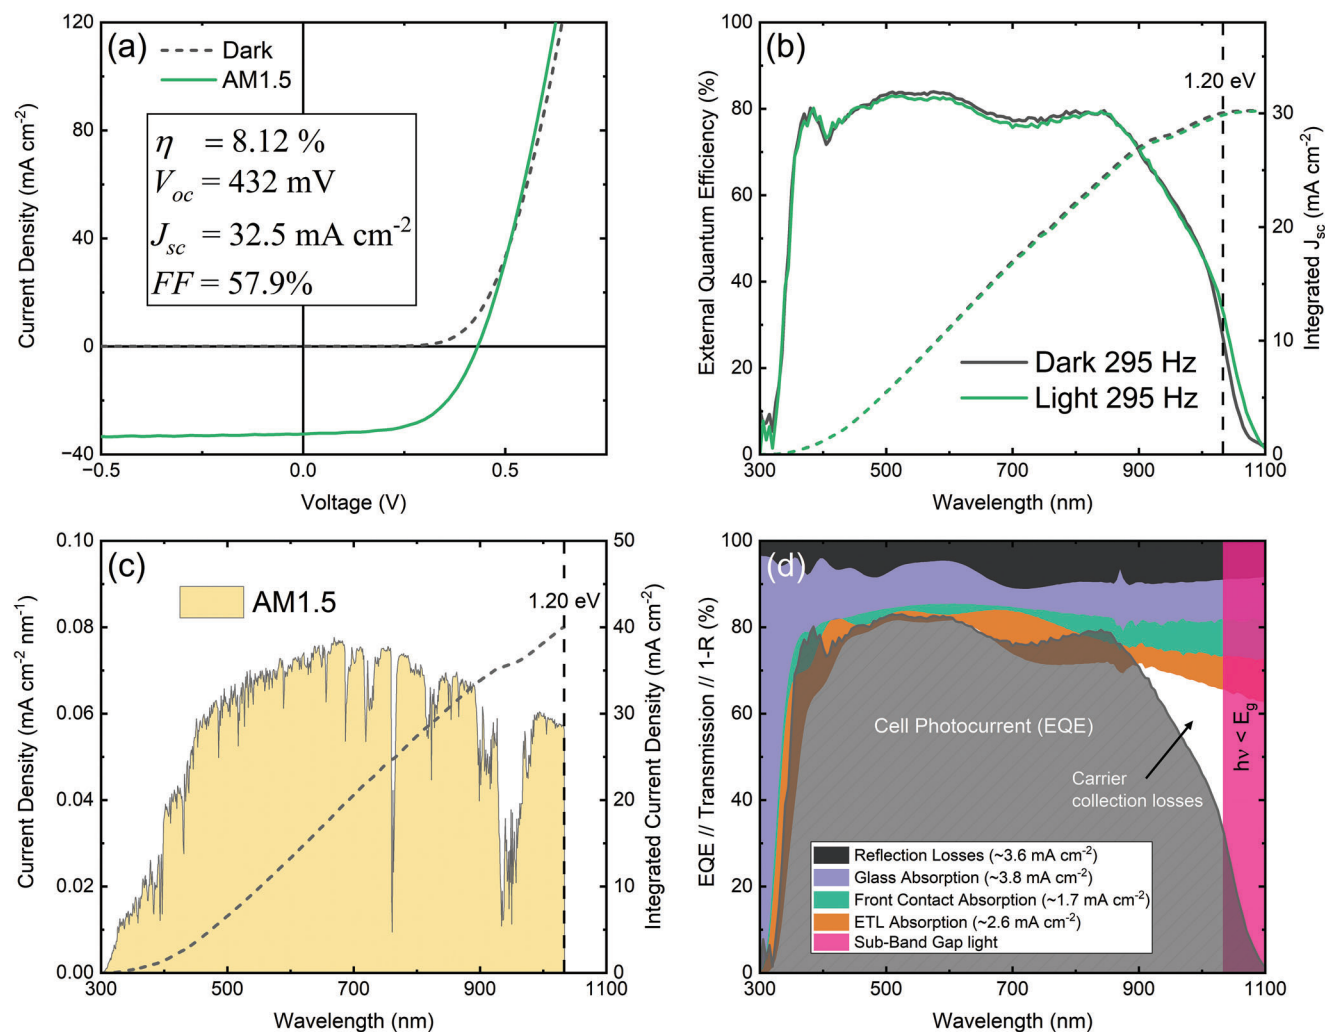 (a)
Dark
AM1.5
η = 8.12 %
Voc = 432 mV
Jsc = 32.5 mA cm-2
FF = 57.9%
120
80
40
0
−40
−0.5
0.0
0.5
Current Density (mA cm-2)
Voltage (V)
(b)
1.20 eV
Dark 295 Hz
Light 295 Hz
100
80
60
40
20
0
30
20
10
0
300
500
700
900
1100
External Quantum Efficiency (%)
Integrated Jsc (mA cm-2)
Wavelength (nm)
(c)
AM1.5
1.20 eV
0.10
0.08
0.06
0.04
0.02
0.00
50
40
30
20
10
0
300
500
700
900
1100
Current Density (mA cm-2 nm-1)
Integrated Current Density (mA cm-2)
Wavelength (nm)
(d)
Cell Photocurrent (EQE)
Carrier
collection losses
hν < Eg
Reflection Losses (~3.6 mA cm-2)
Glass Absorption (~3.8 mA cm-2)
Front Contact Absorption (~1.7 mA cm-2)
ETL Absorption (~2.6 mA cm-2)
Sub-Band Gap light
100
80
60
40
20
0
300
500
700
900
1100
EQE // Transmission // 1-R (%)
Wavelength (nm)